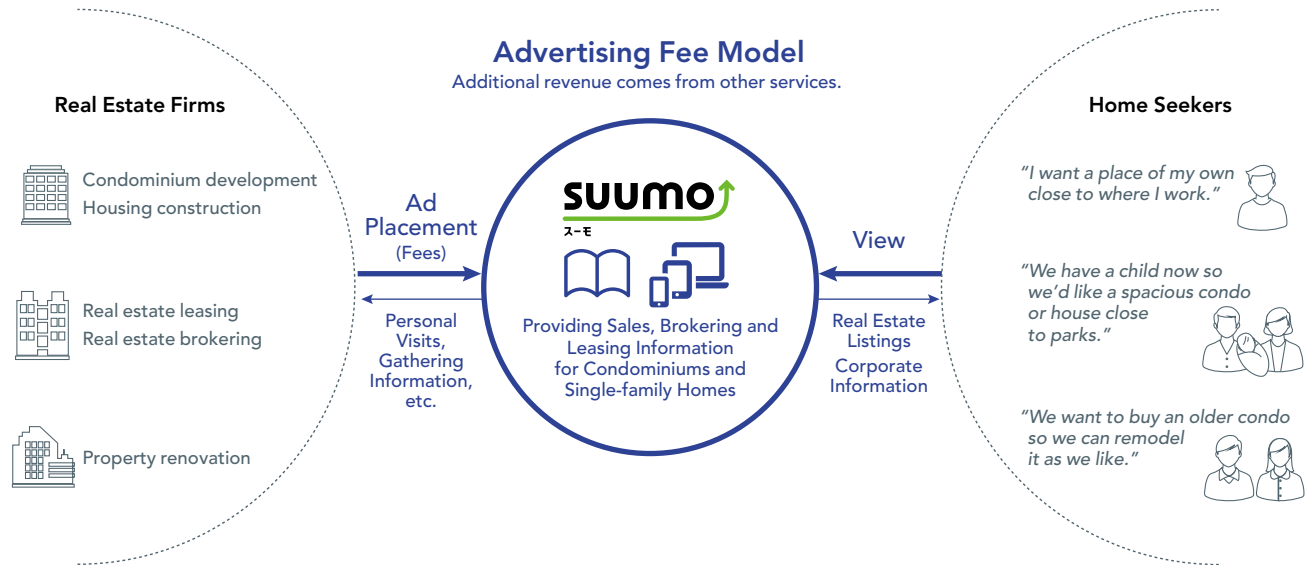 Advertising Fee Model
Additional revenue comes from other services.
Real Estate Firms
Condominium development
Housing construction
Real estate leasing
Real estate brokering
Property renovation
Ad
Placement
(Fees)
Personal
Visits,
Gathering
Information,
etc.
SUUMO
スーモ
Providing Sales, Brokering and
Leasing Information
for Condominiums and
Single-family Homes
View
Real Estate
Listings
Corporate
Information
Home Seekers
“I want a place of my own
close to where I work.”
“We have a child now so
we’d like a spacious condo
or house close
to parks.”
“We want to buy an older condo
so we can remodel
it as we like.”